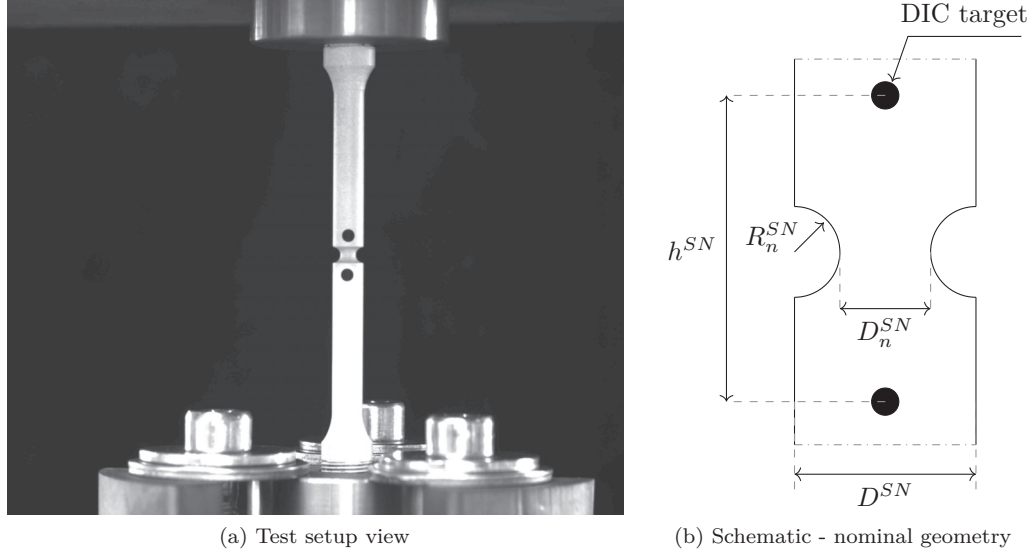 DIC target
h^{SN}
R_n^{SN}
D_n^{SN}
D^{SN}
(a) Test setup view
(b) Schematic - nominal geometry